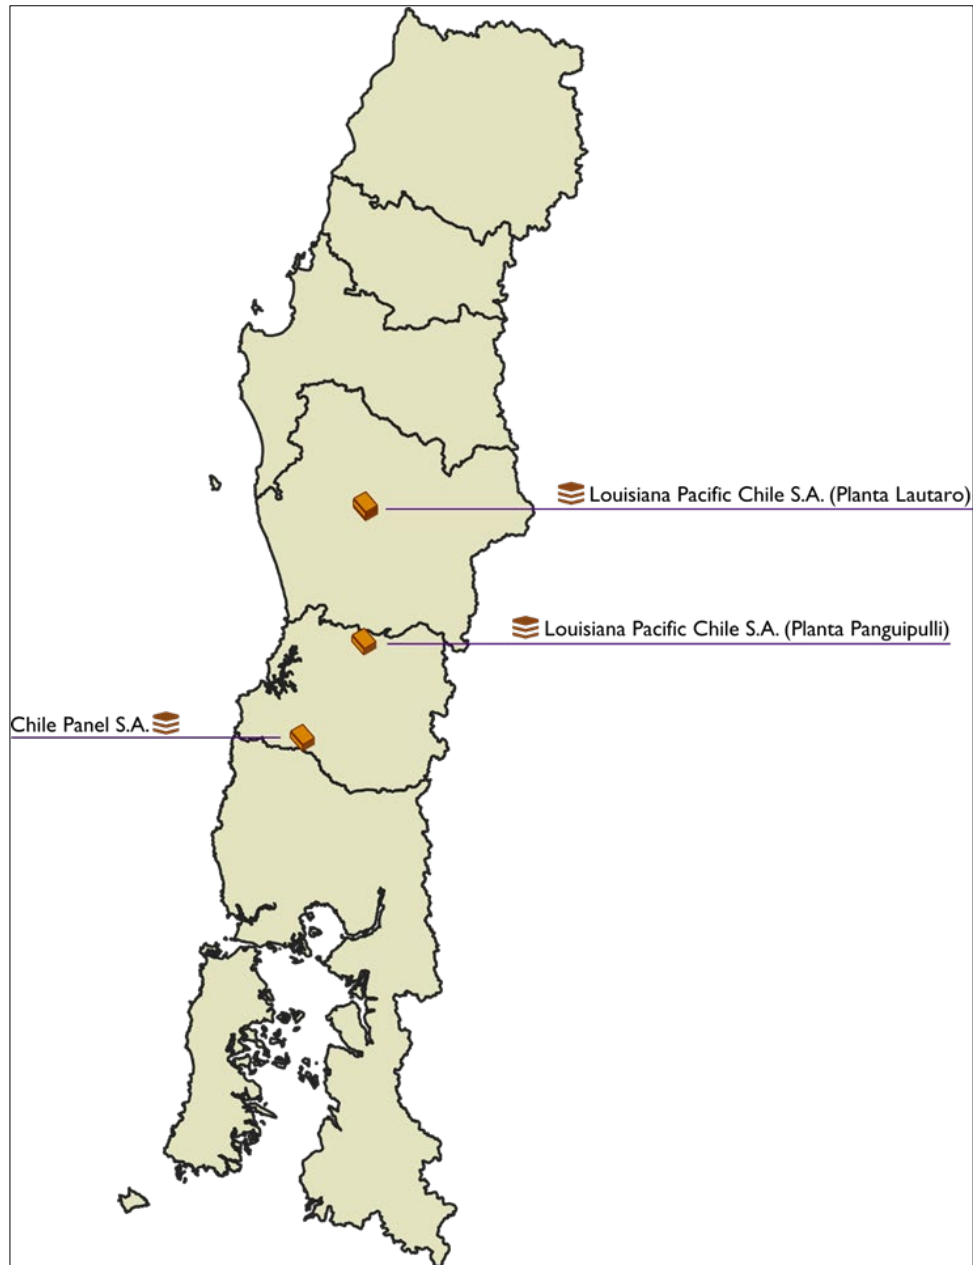 Louisiana Pacific Chile S.A. (Planta Lautaro)
Louisiana Pacific Chile S.A. (Planta Panguipulli)
Chile Panel S.A.